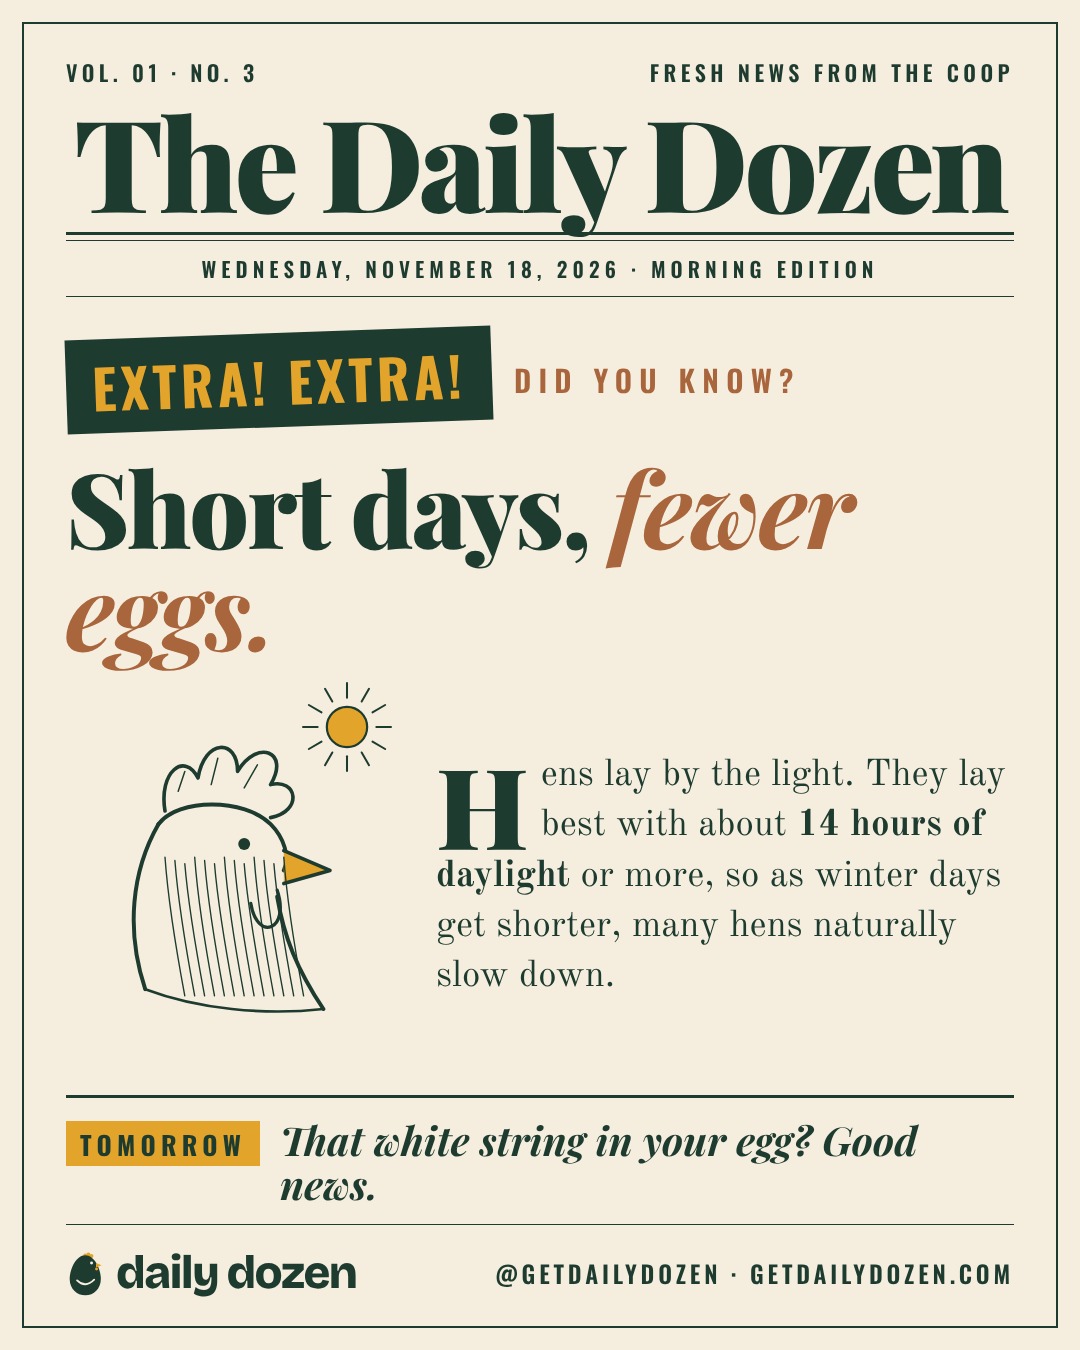 VOL. 01 · NO. 3
FRESH NEWS FROM THE COOP
The Daily Dozen
WEDNESDAY, NOVEMBER 18, 2026 · MORNING EDITION
EXTRA! EXTRA!
DID YOU KNOW?
Short days, fewer
eggs.
Hens lay by the light. They lay
best with about 14 hours of
daylight or more, so as winter days
get shorter, many hens naturally
slow down.
TOMORROW
That white string in your egg? Good
news.
daily dozen
@GETDAILYDOZEN · GETDAILYDOZEN.COM